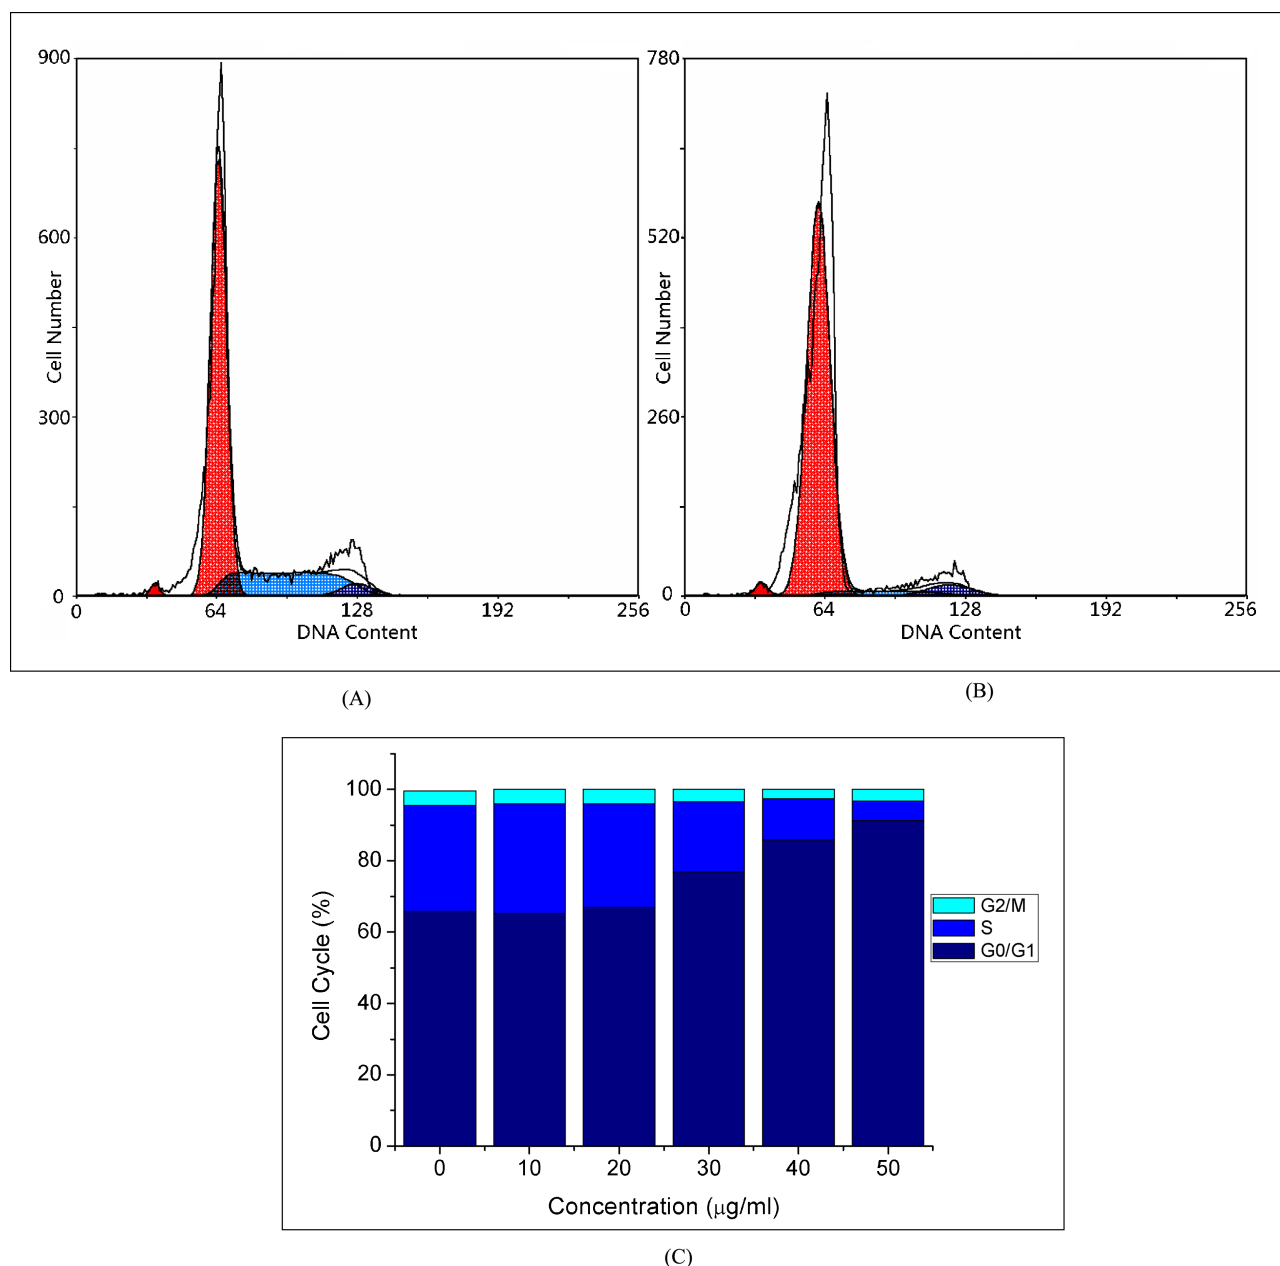 900
600
300
0
Cell Number
0 64 128 192 256
DNA Content
(A)
780
520
260
0
Cell Number
0 64 128 192 256
DNA Content
(B)
100
80
60
40
20
0
Cell Cycle (%)
0 10 20 30 40 50
Concentration (μg/ml)
G2/M
S
G0/G1
(C)